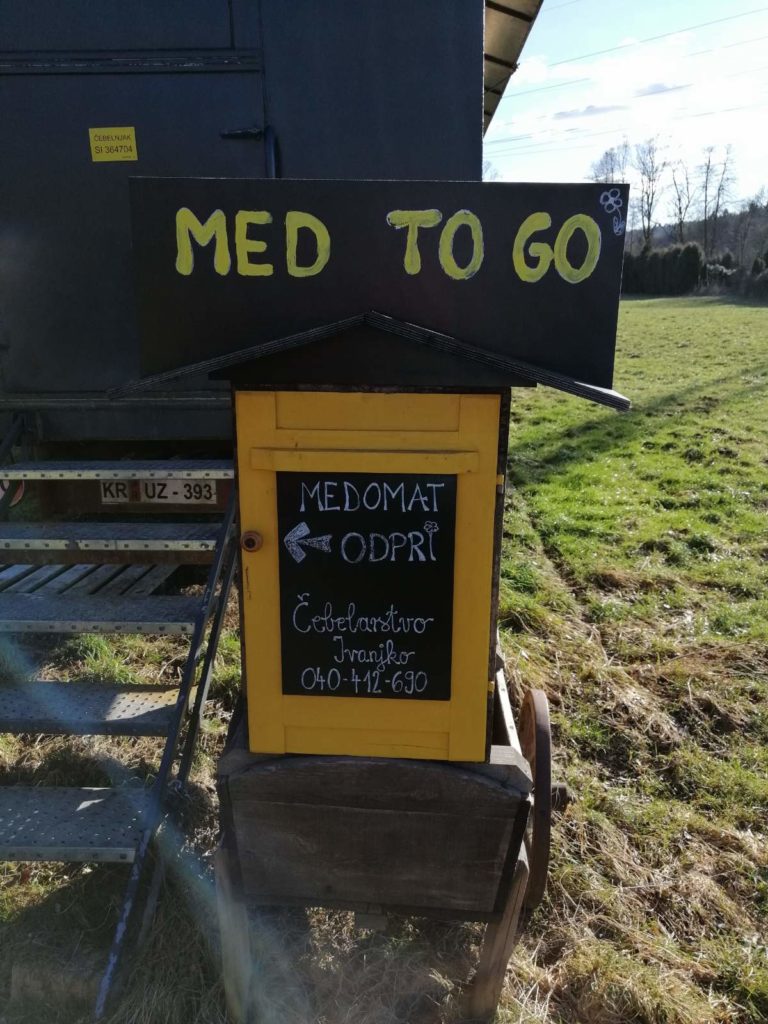 ČEBELNJAK
SI 364704
MED TO GO
KR UZ - 393
MEDOMAT
ODPRI
Čebelarstvo
Ivanjko
040-412-690